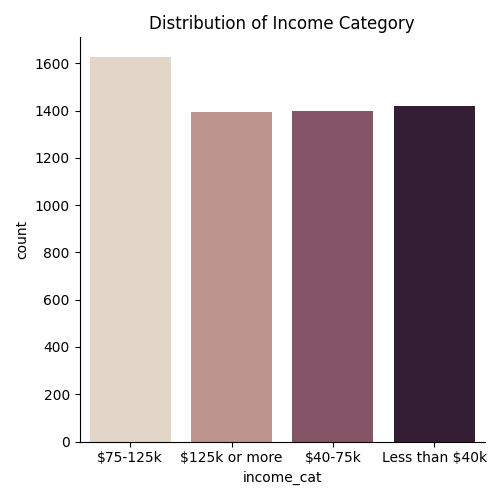 Distribution of Income Category
count
1600
1400
1200
1000
800
600
400
200
0
$75-125k $125k or more $40-75k Less than $40k
income_cat